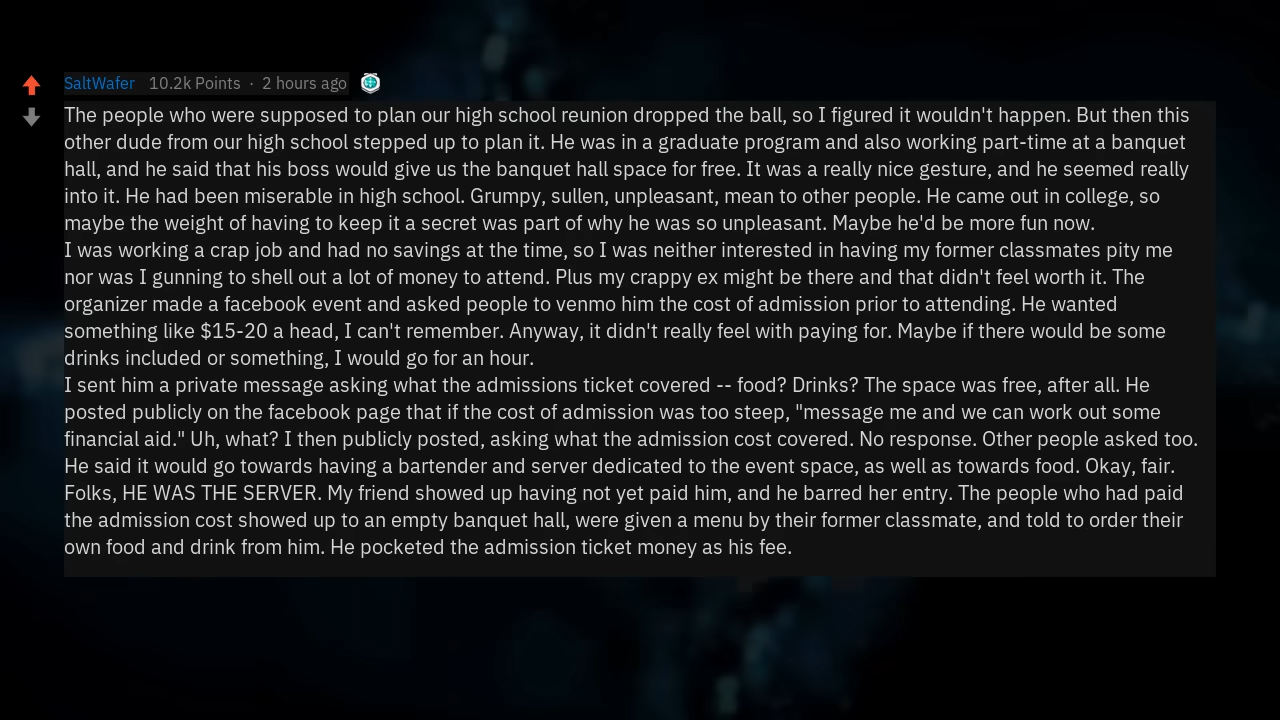 SaltWafer 10.2k Points · 2 hours ago
The people who were supposed to plan our high school reunion dropped the ball, so I figured it wouldn't happen. But then this
other dude from our high school stepped up to plan it. He was in a graduate program and also working part-time at a banquet
hall, and he said that his boss would give us the banquet hall space for free. It was a really nice gesture, and he seemed really
into it. He had been miserable in high school. Grumpy, sullen, unpleasant, mean to other people. He came out in college, so
maybe the weight of having to keep it a secret was part of why he was so unpleasant. Maybe he'd be more fun now.
I was working a crap job and had no savings at the time, so I was neither interested in having my former classmates pity me
nor was I gunning to shell out a lot of money to attend. Plus my crappy ex might be there and that didn't feel worth it. The
organizer made a facebook event and asked people to venmo him the cost of admission prior to attending. He wanted
something like $15-20 a head, I can't remember. Anyway, it didn't really feel with paying for. Maybe if there would be some
drinks included or something, I would go for an hour.
I sent him a private message asking what the admissions ticket covered -- food? Drinks? The space was free, after all. He
posted publicly on the facebook page that if the cost of admission was too steep, "message me and we can work out some
financial aid." Uh, what? I then publicly posted, asking what the admission cost covered. No response. Other people asked too.
He said it would go towards having a bartender and server dedicated to the event space, as well as towards food. Okay, fair.
Folks, HE WAS THE SERVER. My friend showed up having not yet paid him, and he barred her entry. The people who had paid
the admission cost showed up to an empty banquet hall, were given a menu by their former classmate, and told to order their
own food and drink from him. He pocketed the admission ticket money as his fee.